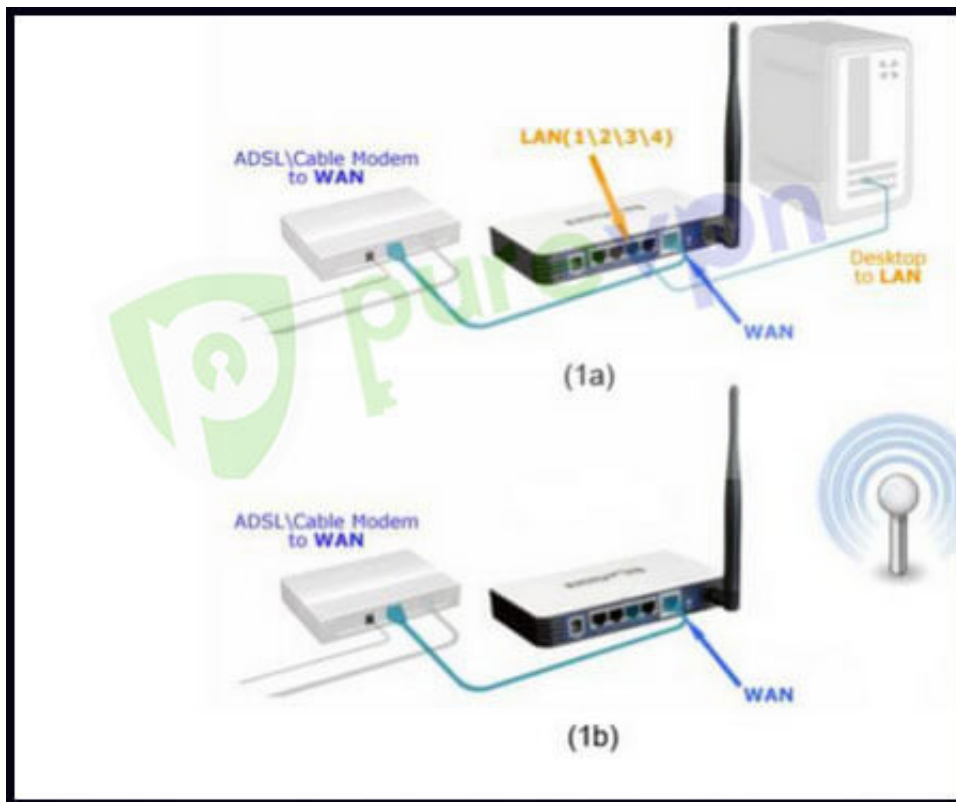 LAN(1\2\3\4)
ADSL\Cable Modem
to WAN
purevpn
Desktop
to LAN
WAN
(1a)
ADSL\Cable Modem
to WAN
WAN
(1b)